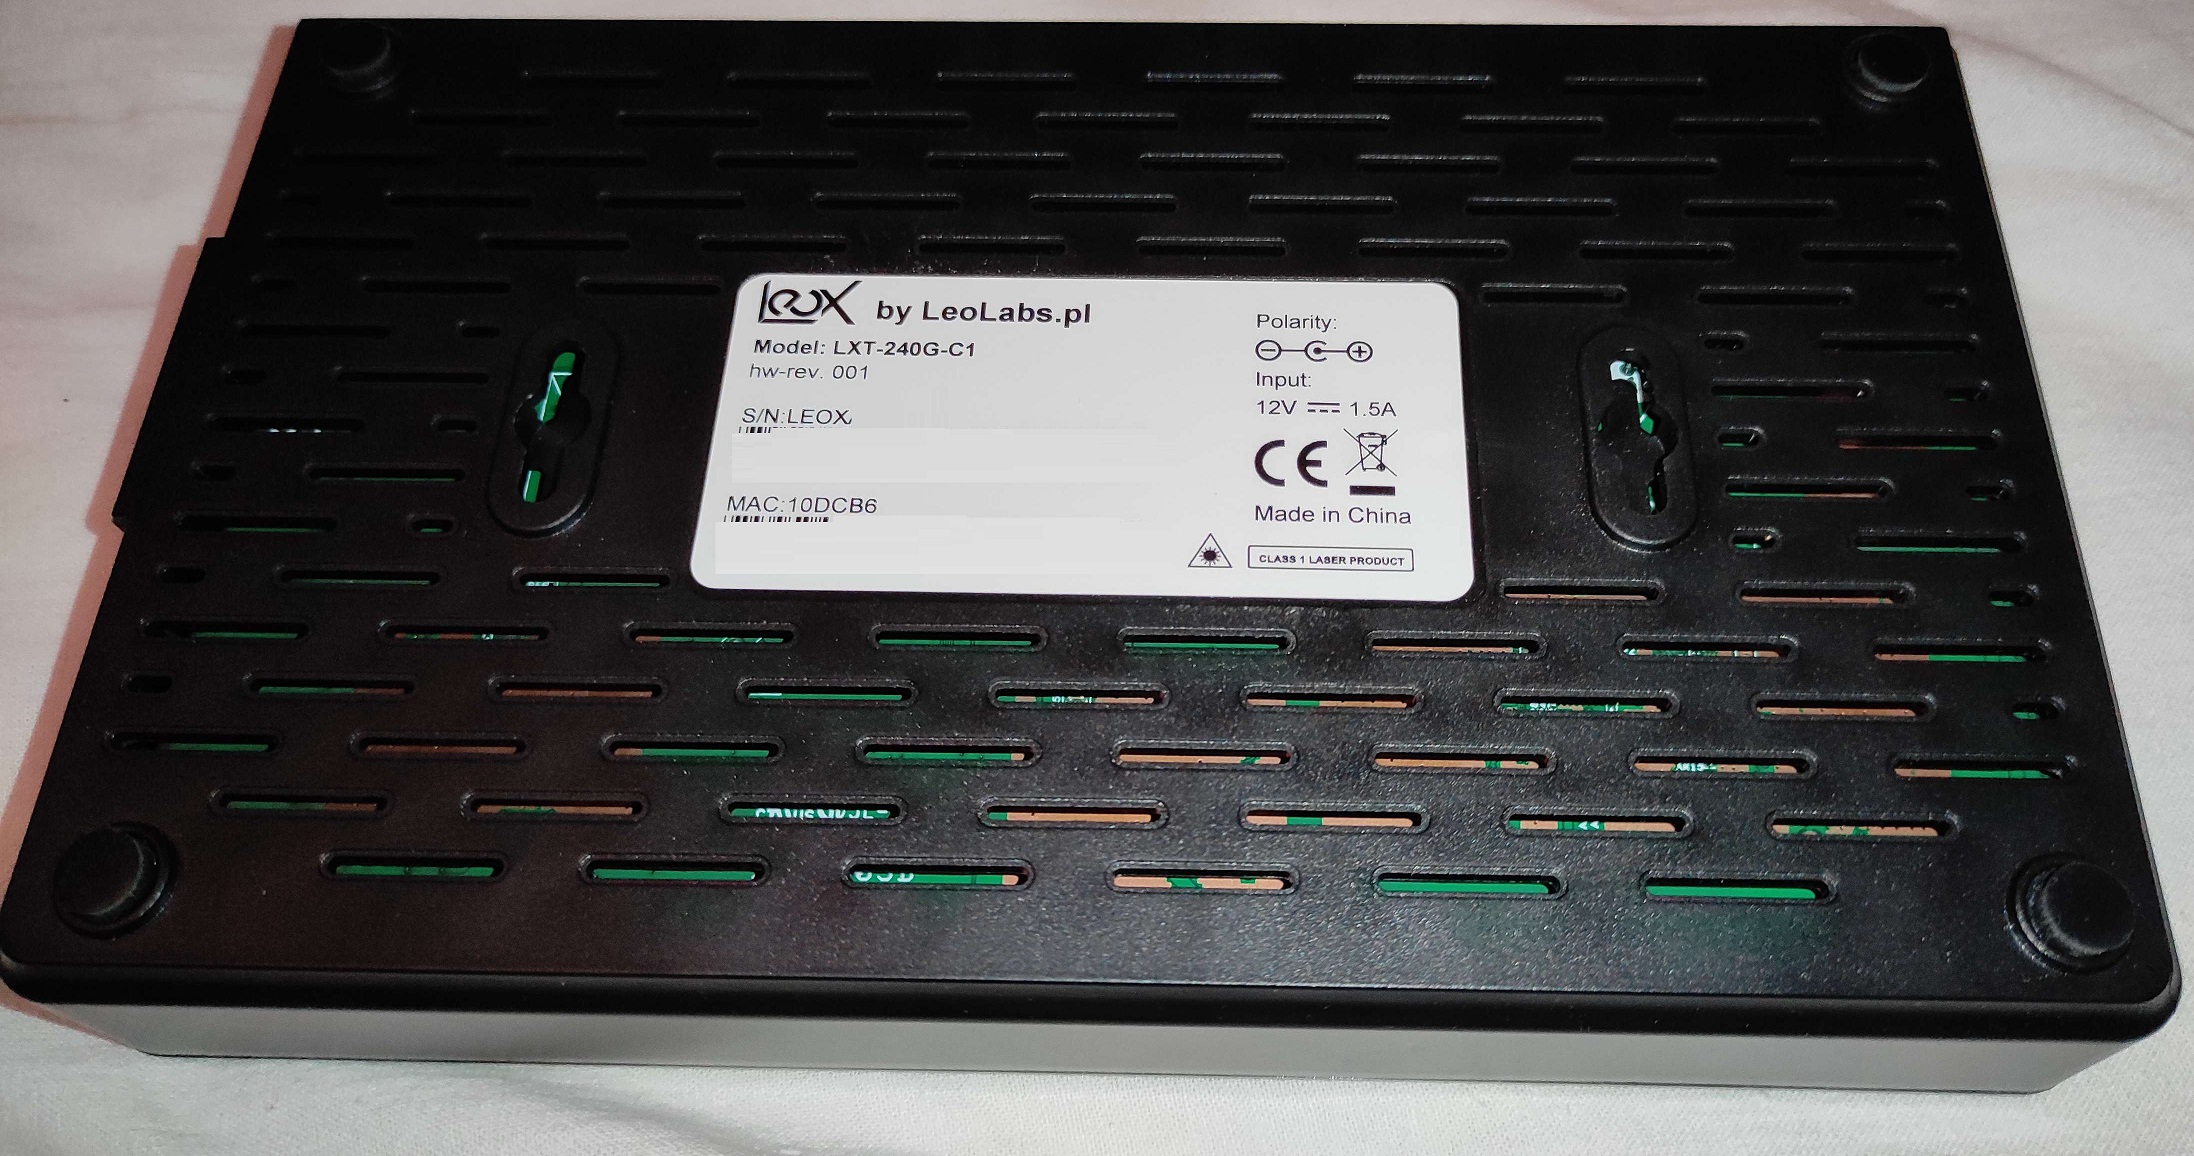 Leox by LeoLabs.pl
Model: LXT-240G-C1
hw-rev. 001
S/N:LEOX
MAC:10DCB6
Polarity:
Input:
12V 1.5A
CE
Made in China
CLASS 1 LASER PRODUCT